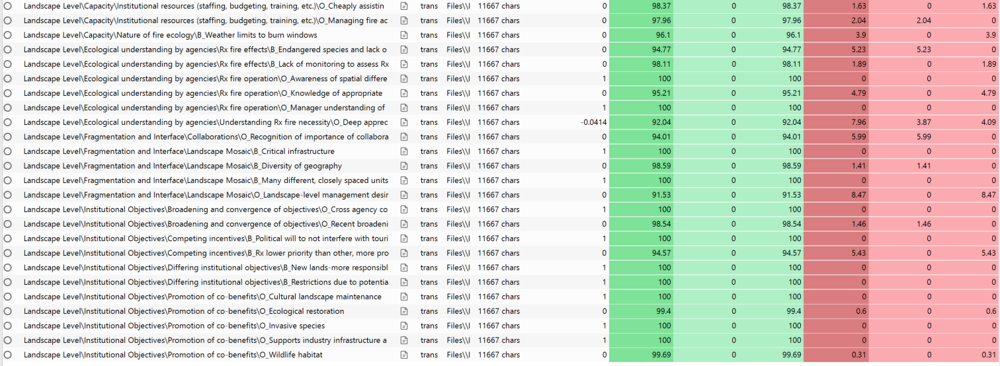 Landscape Level\Capacity\Institutional resources (staffing, budgeting, training, etc.)\O_Cheaply assistin trans Files\\I 11667 chars 0 98.37 0 98.37 1.63 0 1.63
Landscape Level\Capacity\Institutional resources (staffing, budgeting, training, etc.)\O_Managing fire ac trans Files\\I 11667 chars 0 97.96 0 97.96 2.04 2.04 0
Landscape Level\Capacity\Nature of fire ecology\B_Weather limits to burn windows trans Files\\I 11667 chars 0 96.1 0 96.1 3.9 0 3.9
Landscape Level\Ecological understanding by agencies\Rx fire effects\B_Endangered species and lack o trans Files\\I 11667 chars 0 94.77 0 94.77 5.23 5.23 0
Landscape Level\Ecological understanding by agencies\Rx fire effects\B_Lack of monitoring to assess Rx trans Files\\I 11667 chars 0 98.11 0 98.11 1.89 0 1.89
Landscape Level\Ecological understanding by agencies\Rx fire operation\O_Awareness of spatial differe trans Files\\I 11667 chars 1 100 0 100 0 0 0
Landscape Level\Ecological understanding by agencies\Rx fire operation\O_Knowledge of appropriate trans Files\\I 11667 chars 0 95.21 0 95.21 4.79 0 4.79
Landscape Level\Ecological understanding by agencies\Rx fire operation\O_Manager understanding of trans Files\\I 11667 chars 1 100 0 100 0 0 0
Landscape Level\Ecological understanding by agencies\Understanding Rx fire necessity\O_Deep apprec trans Files\\I 11667 chars -0.0414 92.04 0 92.04 7.96 3.87 4.09
Landscape Level\Fragmentation and Interface\Collaborations\O_Recognition of importance of collabora trans Files\\I 11667 chars 0 94.01 0 94.01 5.99 5.99 0
Landscape Level\Fragmentation and Interface\Landscape Mosaic\B_Critical infrastructure trans Files\\I 11667 chars 1 100 0 100 0 0 0
Landscape Level\Fragmentation and Interface\Landscape Mosaic\B_Diversity of geography trans Files\\I 11667 chars 0 98.59 0 98.59 1.41 1.41 0
Landscape Level\Fragmentation and Interface\Landscape Mosaic\B_Many different, closely spaced units trans Files\\I 11667 chars 1 100 0 100 0 0 0
Landscape Level\Fragmentation and Interface\Landscape Mosaic\O_Landscape-level management desir trans Files\\I 11667 chars 0 91.53 0 91.53 8.47 0 8.47
Landscape Level\Institutional Objectives\Broadening and convergence of objectives\O_Cross agency co trans Files\\I 11667 chars 1 100 0 100 0 0 0
Landscape Level\Institutional Objectives\Broadening and convergence of objectives\O_Recent broadeni trans Files\\I 11667 chars 0 98.54 0 98.54 1.46 1.46 0
Landscape Level\Institutional Objectives\Competing incentives\B_Political will to not interfere with touri trans Files\\I 11667 chars 1 100 0 100 0 0 0
Landscape Level\Institutional Objectives\Competing incentives\B_Rx lower priority than other, more pro trans Files\\I 11667 chars 0 94.57 0 94.57 5.43 0 5.43
Landscape Level\Institutional Objectives\Differing institutional objectives\B_New lands-more responsibl trans Files\\I 11667 chars 1 100 0 100 0 0 0
Landscape Level\Institutional Objectives\Differing institutional objectives\B_Restrictions due to potentia trans Files\\I 11667 chars 1 100 0 100 0 0 0
Landscape Level\Institutional Objectives\Promotion of co-benefits\O_Cultural landscape maintenance trans Files\\I 11667 chars 1 100 0 100 0 0 0
Landscape Level\Institutional Objectives\Promotion of co-benefits\O_Ecological restoration trans Files\\I 11667 chars 0 99.4 0 99.4 0.6 0 0.6
Landscape Level\Institutional Objectives\Promotion of co-benefits\O_Invasive species trans Files\\I 11667 chars 1 100 0 100 0 0 0
Landscape Level\Institutional Objectives\Promotion of co-benefits\O_Supports industry infrastructure a trans Files\\I 11667 chars 1 100 0 100 0 0 0
Landscape Level\Institutional Objectives\Promotion of co-benefits\O_Wildlife habitat trans Files\\I 11667 chars 0 99.69 0 99.69 0.31 0 0.31